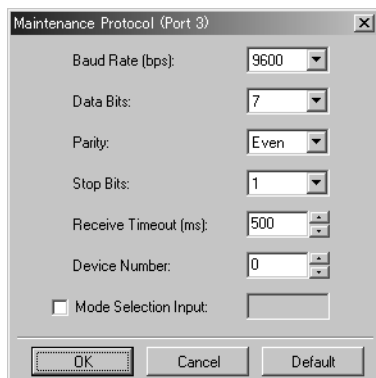 Maintenance Protocol (Port 3)
Baud Rate (bps): 9600
Data Bits: 7
Parity: Even
Stop Bits: 1
Receive Timeout (ms): 500
Device Number: 0
Mode Selection Input:
OK Cancel Default